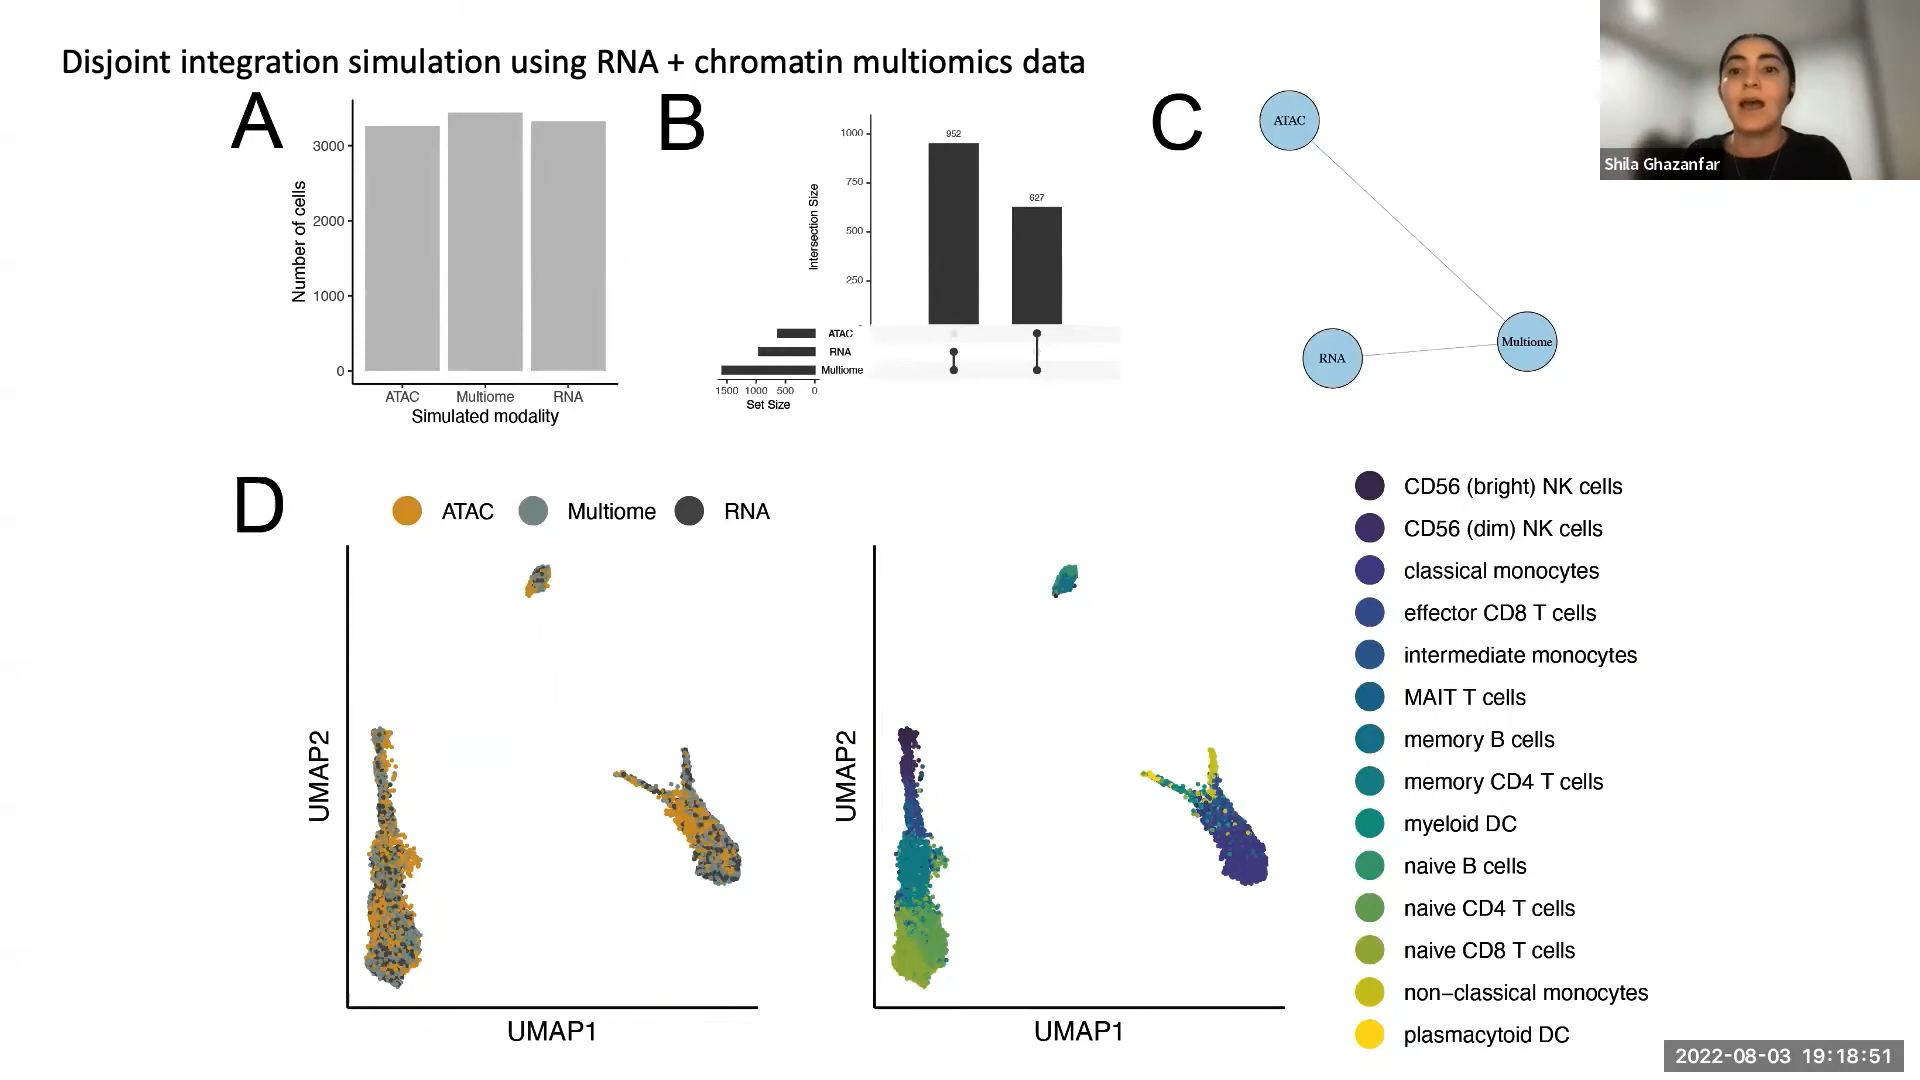 Disjoint integration simulation using RNA + chromatin multiomics data
Shila Ghazanfar
A
Number of cells
3000
2000
1000
0
ATAC Multiome RNA
Simulated modality
B
Intersection Size
1000
750
500
250
952
627
ATAC
RNA
Multiome
1500 1000 500 0
Set Size
C
ATAC
RNA
Multiome
D
ATAC Multiome RNA
UMAP2
UMAP1
UMAP2
UMAP1
CD56 (bright) NK cells
CD56 (dim) NK cells
classical monocytes
effector CD8 T cells
intermediate monocytes
MAIT T cells
memory B cells
memory CD4 T cells
myeloid DC
naive B cells
naive CD4 T cells
naive CD8 T cells
non−classical monocytes
plasmacytoid DC
2022-08-03 19:18:51